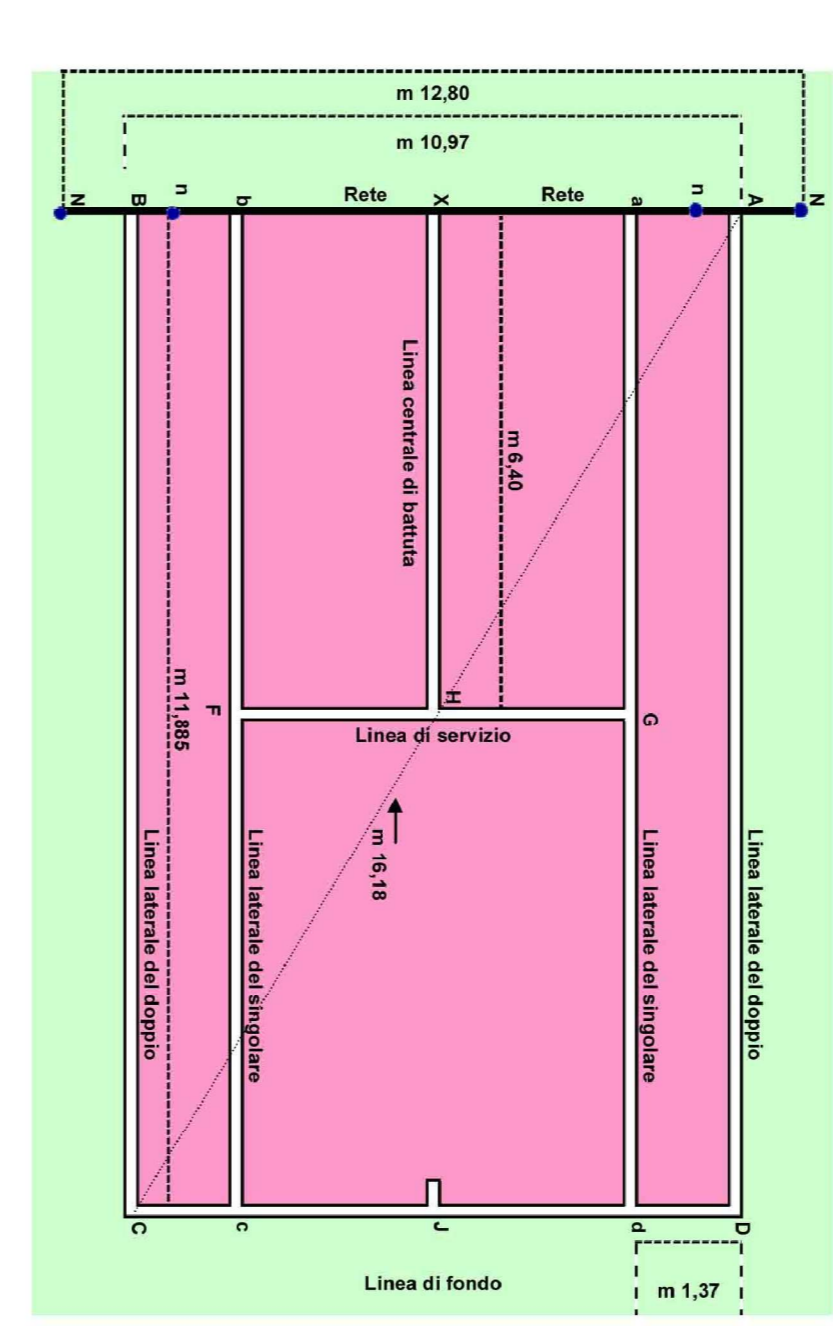 m 12,80
m 10,97
N
B
n
b
Rete
X
Rete
a
n
A
N
Linea centrale di battuta
m 6,40
H
F
G
m 11,885
Linea di servizio
m 16,18
Linea laterale del doppio
Linea laterale del singolare
Linea laterale del singolare
Linea laterale del doppio
C
c
J
d
D
Linea di fondo
m 1,37